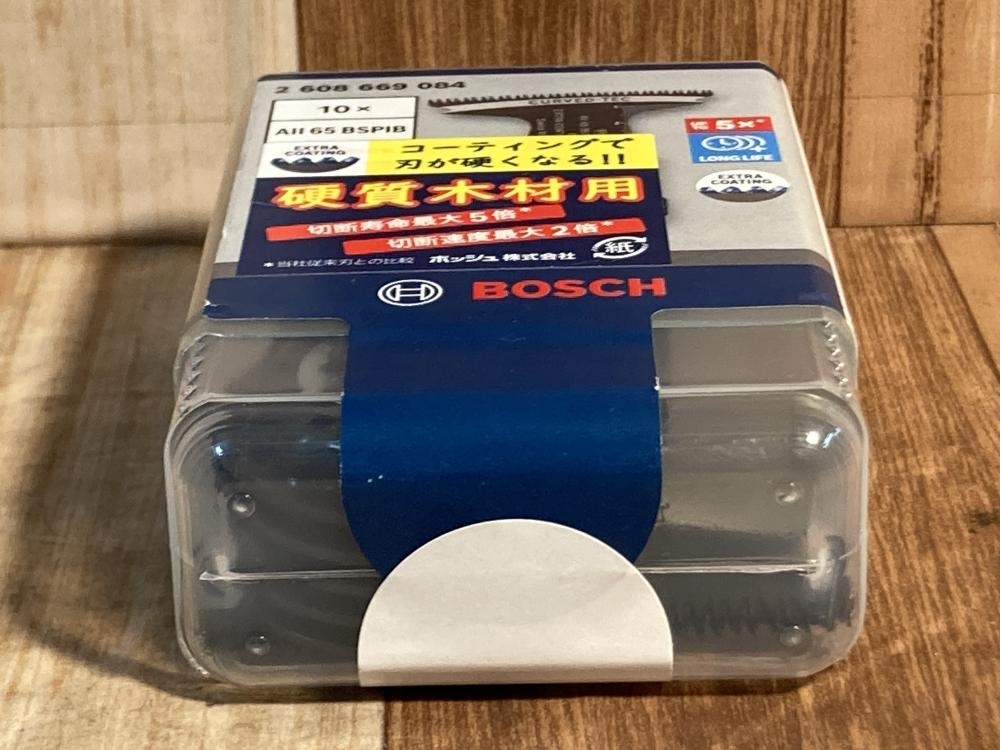 2 608 669 084
10 ×
AII 65 BSPIB
CURVED-TEC
UP TO 5×*
LONG LIFE
EXTRA COATING
EXTRA COATING
コーティングで
刃が硬くなる!!
硬質木材用
切断寿命最大5倍*
切断速度最大2倍*
*当社従来刃との比較 ボッシュ株式会社
紙
BOSCH